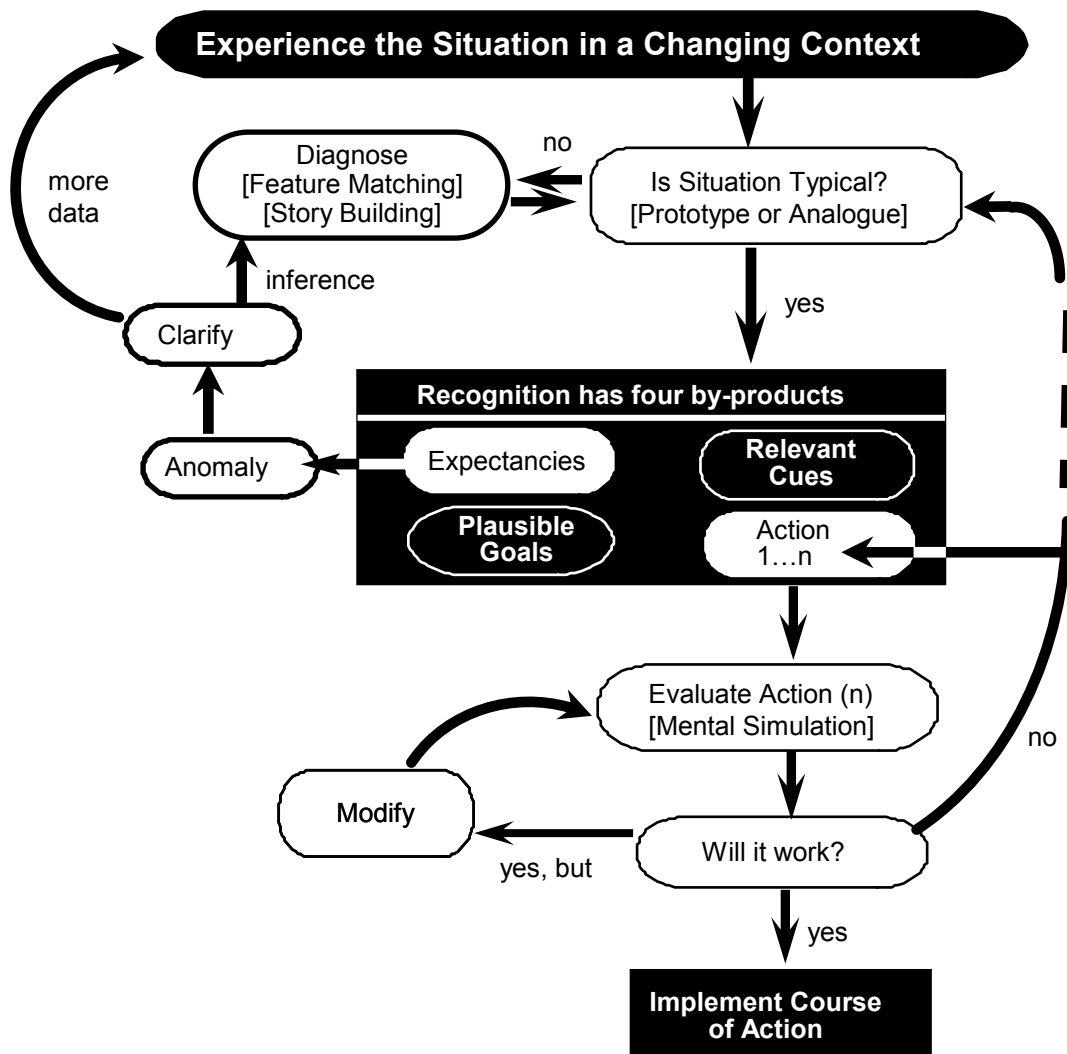 Experience the Situation in a Changing Context
no
Diagnose
[Feature Matching]
[Story Building]
Is Situation Typical?
[Prototype or Analogue]
more
data
inference
yes
Clarify
Recognition has four by-products
Anomaly
Expectancies
Relevant
Cues
Plausible
Goals
Action
1…n
Evaluate Action (n)
[Mental Simulation]
no
Modify
Will it work?
yes, but
yes
Implement Course
of Action